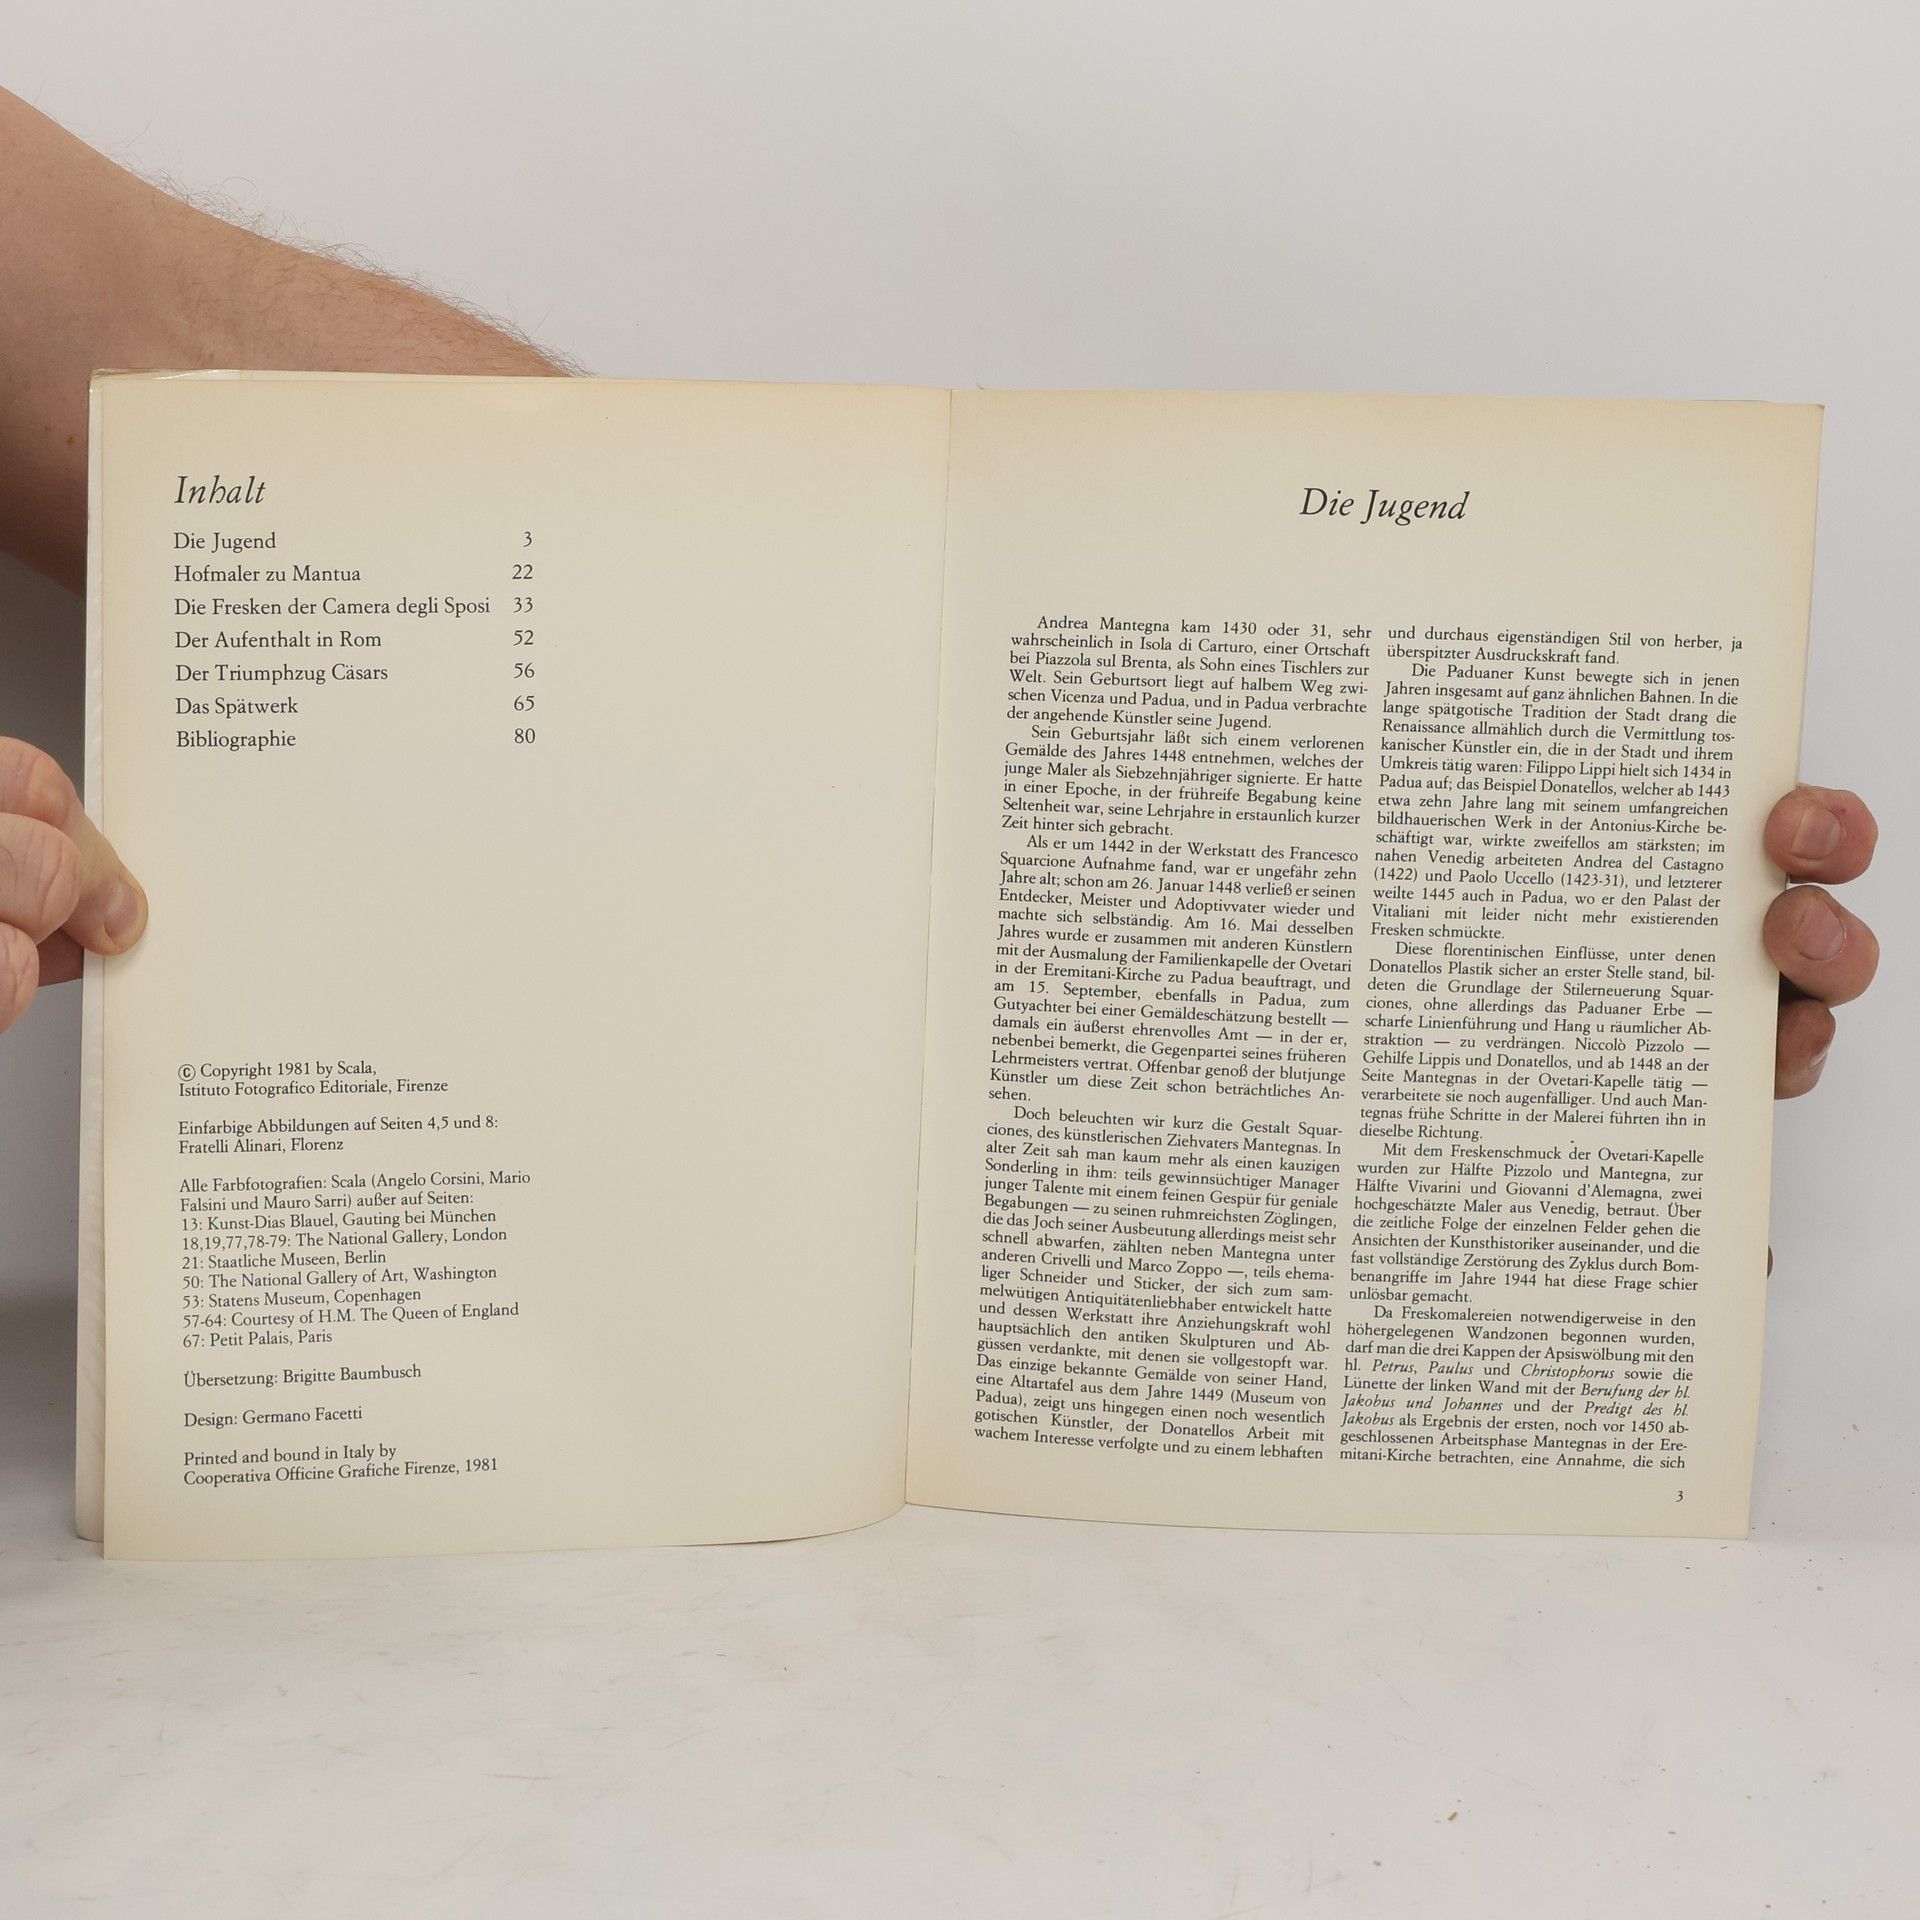 Inhalt
Die Jugend 3
Hofmaler zu Mantua 22
Die Fresken der Camera degli Sposi 33
Der Aufenthalt in Rom 52
Der Triumphzug Cäsars 56
Das Spätwerk 65
Bibliographie 80
© Copyright 1981 by Scala,
Istituto Fotografico Editoriale, Firenze
Einfarbige Abbildungen auf Seiten 4,5 und 8:
Fratelli Alinari, Florenz
Alle Farbfotografien: Scala (Angelo Corsini, Mario
Falsini und Mauro Sarri) außer auf Seiten:
13: Kunst-Dias Blauel, Gauting bei München
18,19,77,78-79: The National Gallery, London
21: Staatliche Museen, Berlin
50: The National Gallery of Art, Washington
53: Statens Museum, Copenhagen
57-64: Courtesy of H.M. The Queen of England
67: Petit Palais, Paris
Übersetzung: Brigitte Baumbusch
Design: Germano Facetti
Printed and bound in Italy by
Cooperativa Officine Grafiche Firenze, 1981
Die Jugend
Andrea Mantegna kam 1430 oder 31, sehr
wahrscheinlich in Isola di Carturo, einer Ortschaft
bei Piazzola sul Brenta, als Sohn eines Tischlers zur
Welt. Sein Geburtsort liegt auf halbem Weg zwi-
schen Vicenza und Padua, und in Padua verbrachte
der angehende Künstler seine Jugend.
Sein Geburtsjahr läßt sich einem verlorenen
Gemälde des Jahres 1448 entnehmen, welches der
junge Maler als Siebzehnjähriger signierte. Er hatte
in einer Epoche, in der frühreife Begabung keine
Seltenheit war, seine Lehrjahre in erstaunlich kurzer
Zeit hinter sich gebracht.
Als er um 1442 in der Werkstatt des Francesco
Squarcione Aufnahme fand, war er ungefähr zehn
Jahre alt; schon am 26. Januar 1448 verließ er seinen
Entdecker, Meister und Adoptivvater wieder und
machte sich selbständig. Am 16. Mai desselben
Jahres wurde er zusammen mit anderen Künstlern
mit der Ausmalung der Familienkapelle der Ovetari
in der Eremitani-Kirche zu Padua beauftragt, und
am 15. September, ebenfalls in Padua, zum
Gutyachter bei einer Gemäldeschätzung bestellt —
damals ein äußerst ehrenvolles Amt — in der er,
nebenbei bemerkt, die Gegenpartei seines früheren
Lehrmeisters vertrat. Offenbar genoß der blutjunge
Künstler um diese Zeit schon beträchtliches An-
sehen.
Doch beleuchten wir kurz die Gestalt Squar-
ciones, des künstlerischen Ziehvaters Mantegnas. In
alter Zeit sah man kaum mehr als einen kauzigen
Sonderling in ihm: teils gewinnsüchtiger Manager
junger Talente mit einem feinen Gespür für geniale
Begabungen — zu seinen ruhmreichsten Zöglingen,
die das Joch seiner Ausbeutung allerdings meist sehr
schnell abwarfen, zählten neben Mantegna unter
anderen Crivelli und Marco Zoppo —, teils ehema-
liger Schneider und Sticker, der sich zum sam-
melwütigen Antiquitätenliebhaber entwickelt hatte
und dessen Werkstatt ihre Anziehungskraft wohl
hauptsächlich den antiken Skulpturen und Ab-
güssen verdankte, mit denen sie vollgestopft war.
Das einzige bekannte Gemälde von seiner Hand,
eine Altartafel aus dem Jahre 1449 (Museum von
Padua), zeigt uns hingegen einen noch wesentlich
gotischen Künstler, der Donatellos Arbeit mit
wachem Interesse verfolgte und zu einem lebhaften
und durchaus eigenständigen Stil von herber, ja
überspitzter Ausdruckskraft fand.
Die Paduaner Kunst bewegte sich in jenen
Jahren insgesamt auf ganz ähnlichen Bahnen. In die
lange spätgotische Tradition der Stadt drang die
Renaissance allmählich durch die Vermittlung tos-
kanischer Künstler ein, die in der Stadt und ihrem
Umkreis tätig waren: Filippo Lippi hielt sich 1434 in
Padua auf; das Beispiel Donatellos, welcher ab 1443
etwa zehn Jahre lang mit seinem umfangreichen
bildhauerischen Werk in der Antonius-Kirche be-
schäftigt war, wirkte zweifellos am stärksten; im
nahen Venedig arbeiteten Andrea del Castagno
(1422) und Paolo Uccello (1423-31), und letzterer
weilte 1445 auch in Padua, wo er den Palast der
Vitaliani mit leider nicht mehr existierenden
Fresken schmückte.
Diese florentinischen Einflüsse, unter denen
Donatellos Plastik sicher an erster Stelle stand, bil-
deten die Grundlage der Stilerneuerung Squar-
ciones, ohne allerdings das Paduaner Erbe —
scharfe Linienführung und Hang u räumlicher Ab-
straktion — zu verdrängen. Niccolò Pizzolo —
Gehilfe Lippis und Donatellos, und ab 1448 an der
Seite Mantegnas in der Ovetari-Kapelle tätig —
verarbeitete sie noch augenfälliger. Und auch Man-
tegnas frühe Schritte in der Malerei führten ihn in
dieselbe Richtung.
Mit dem Freskenschmuck der Ovetari-Kapelle
wurden zur Hälfte Pizzolo und Mantegna, zur
Hälfte Vivarini und Giovanni d'Alemagna, zwei
hochgeschätzte Maler aus Venedig, betraut. Über
die zeitliche Folge der einzelnen Felder gehen die
Ansichten der Kunsthistoriker auseinander, und die
fast vollständige Zerstörung des Zyklus durch Bom-
benangriffe im Jahre 1944 hat diese Frage schier
unlösbar gemacht.
Da Freskomalereien notwendigerweise in den
höhergelegenen Wandzonen begonnen wurden,
darf man die drei Kappen der Apsiswölbung mit den
hl. Petrus, Paulus und Christophorus sowie die
Lünette der linken Wand mit der Berufung der hl.
Jakobus und Johannes und der Predigt des hl.
Jakobus als Ergebnis der ersten, noch vor 1450 ab-
geschlossenen Arbeitsphase Mantegnas in der Ere-
mitani-Kirche betrachten, eine Annahme, die sich
3